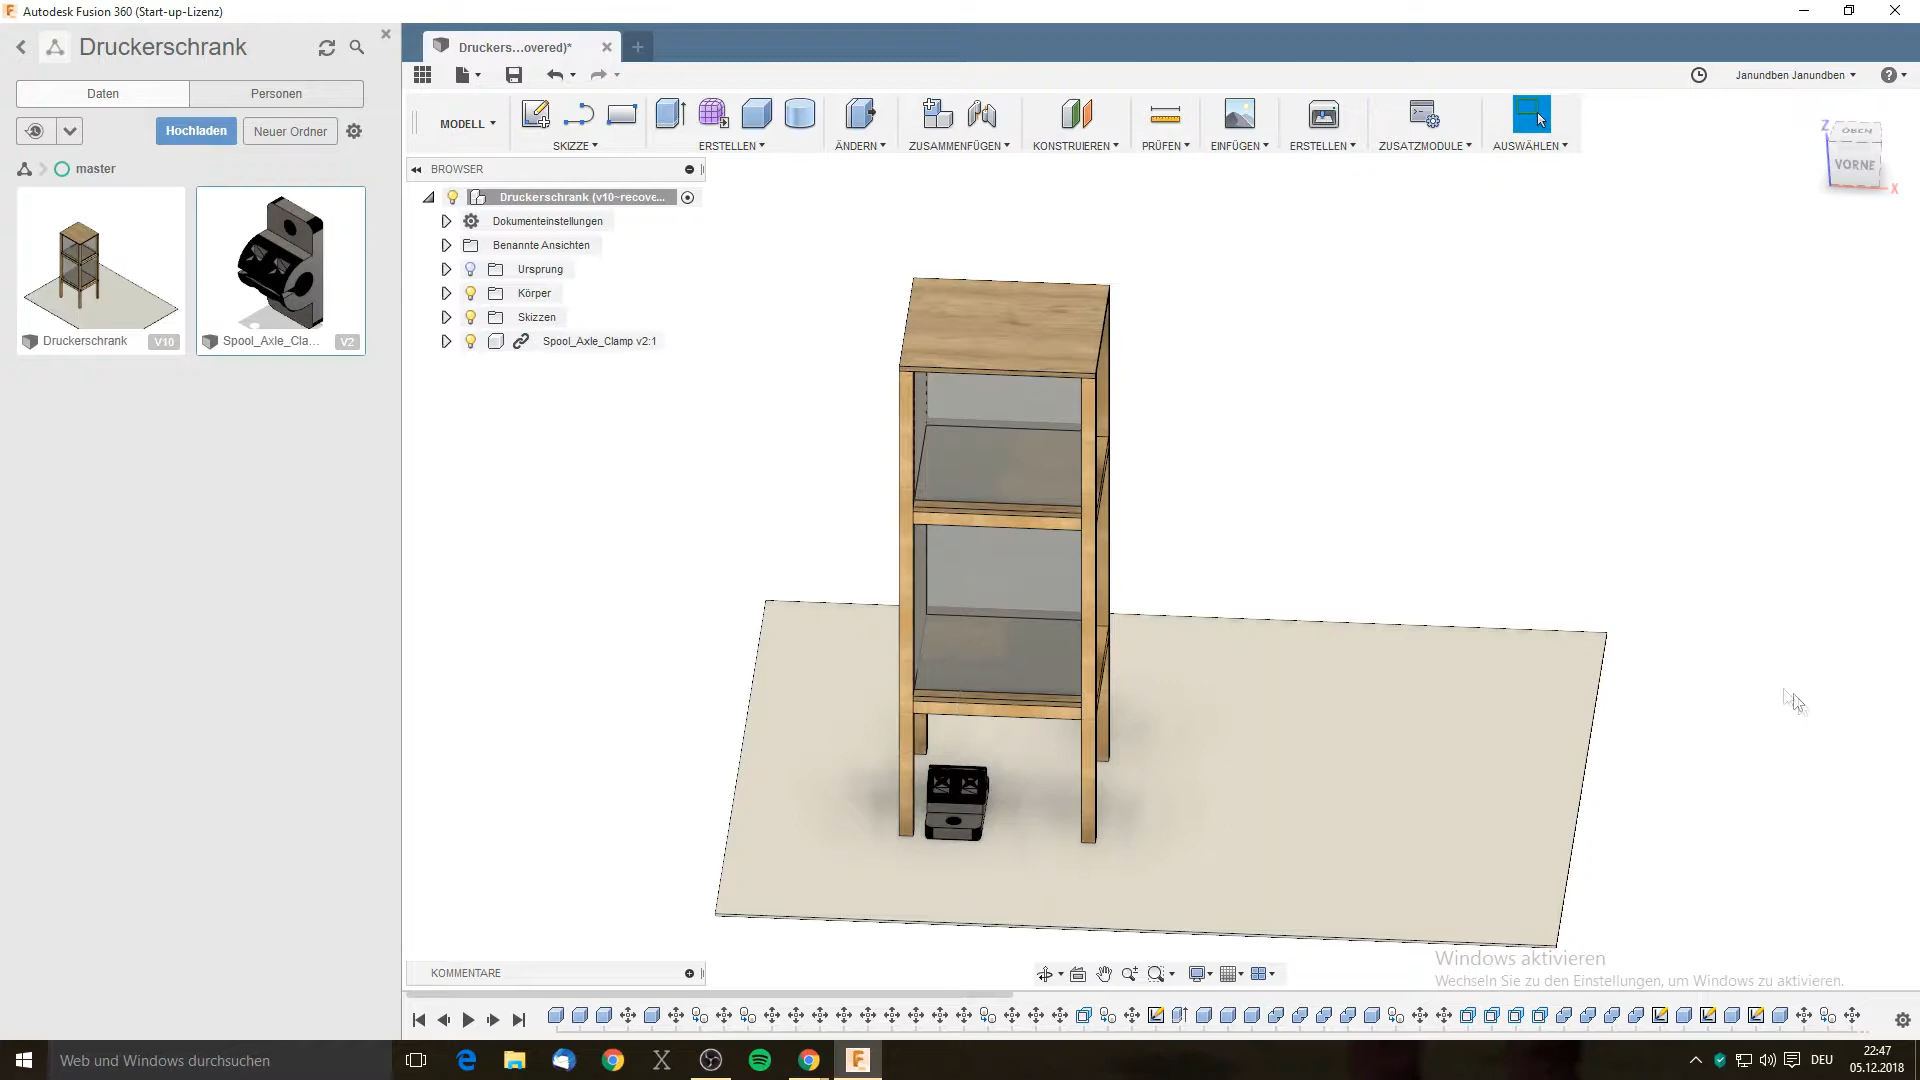 Autodesk Fusion 360 (Start-up-Lizenz)
Druckerschrank
Daten
Personen
Hochladen
Neuer Ordner
master
Druckerschrank
V10
Spool_Axle_Cla...
V2
Druckers...overed)*
Janundben Janundben
MODELL
SKIZZE
ERSTELLEN
ÄNDERN
ZUSAMMENFÜGEN
KONSTRUIEREN
PRÜFEN
EINFÜGEN
ERSTELLEN
ZUSATZMODULE
AUSWÄHLEN
BROWSER
Druckerschrank (v10~recove...
Dokumenteinstellungen
Benannte Ansichten
Ursprung
Körper
Skizzen
Spool_Axle_Clamp v2:1
Z
OBEN
VORNE
X
KOMMENTARE
Windows aktivieren
Wechseln Sie zu den Einstellungen, um Windows zu aktivieren.
Web und Windows durchsuchen
DEU
22:47
05.12.2018